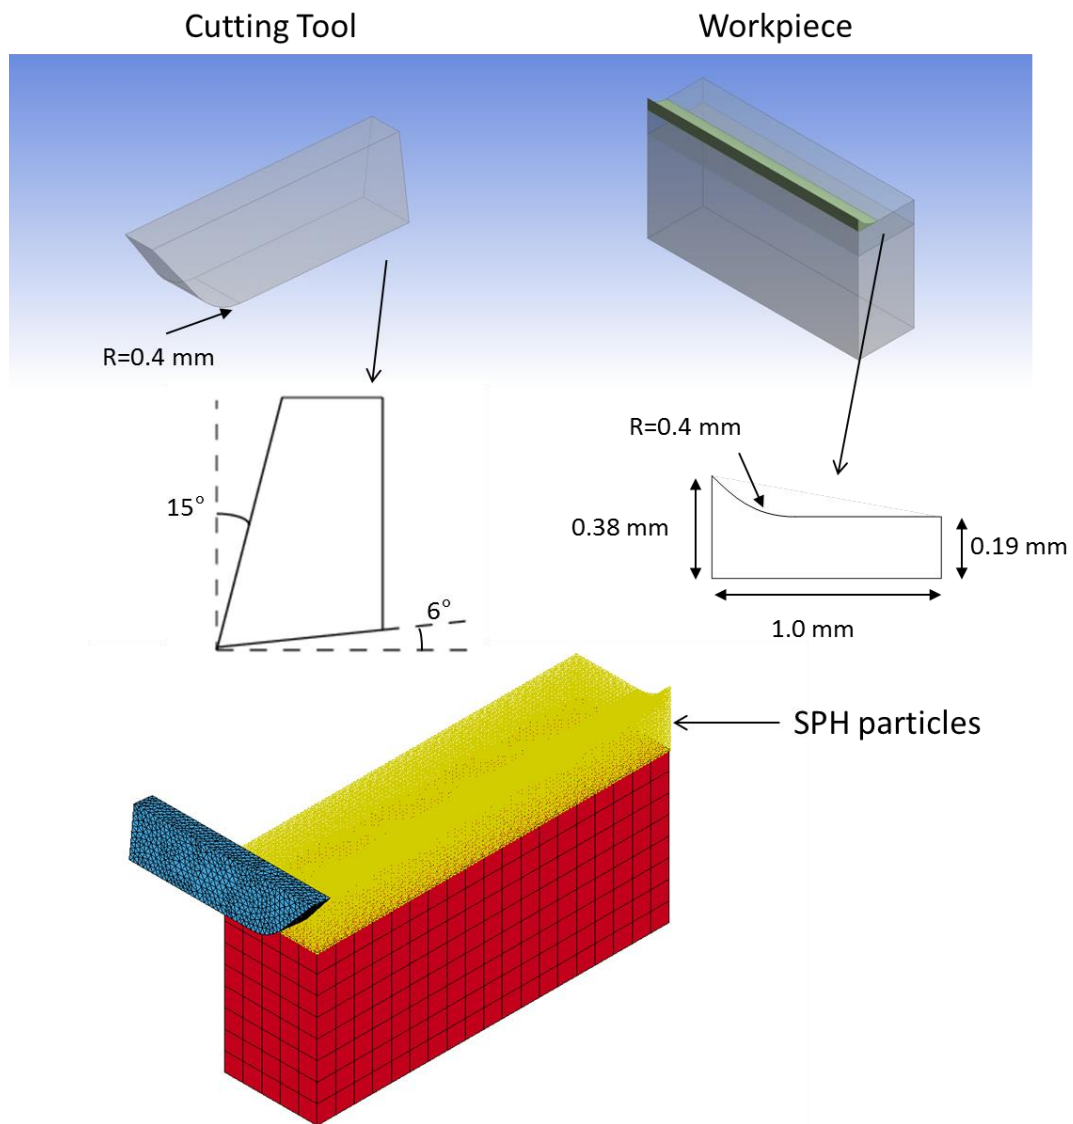 Cutting Tool
Workpiece
R=0.4 mm
R=0.4 mm
15°
0.38 mm
0.19 mm
6°
1.0 mm
SPH particles